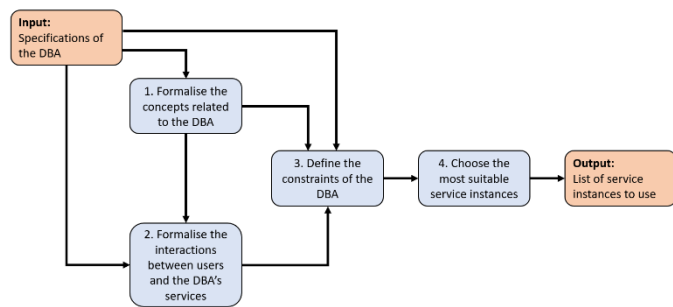 Input:
Specifications of
the DBA
1. Formalise the
concepts related
to the DBA
2. Formalise the
interactions
between users
and the DBA's
services
3. Define the
constraints of the
DBA
4. Choose the
most suitable
service instances
Output:
List of service
instances to use